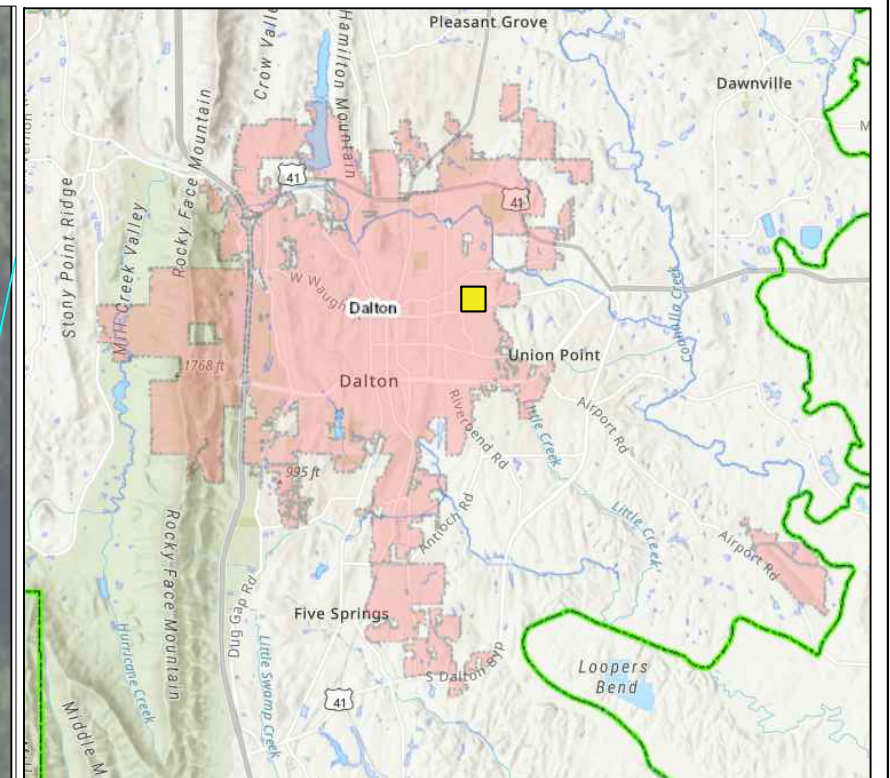 Pleasant Grove
Crow Valle
Hamilton Mountain
Dawnville
41
41
Rocky Face Mountain
Stony Point Ridge
Mill Creek Valley
W Waugh
Dalton
Coahulla Creek
Union Point
1768 ft
Dalton
Riverbend Rd
Airport Rd
ittle Creek
995 ft
Little Creek
Antioch Rd
Airport Rd
Rocky Face Mountain
Dug Gap Rd
Five Springs
Hurricane Creek
Little Swamp Creek
S Dalton Byp
Loopers
Bend
41
Middle M